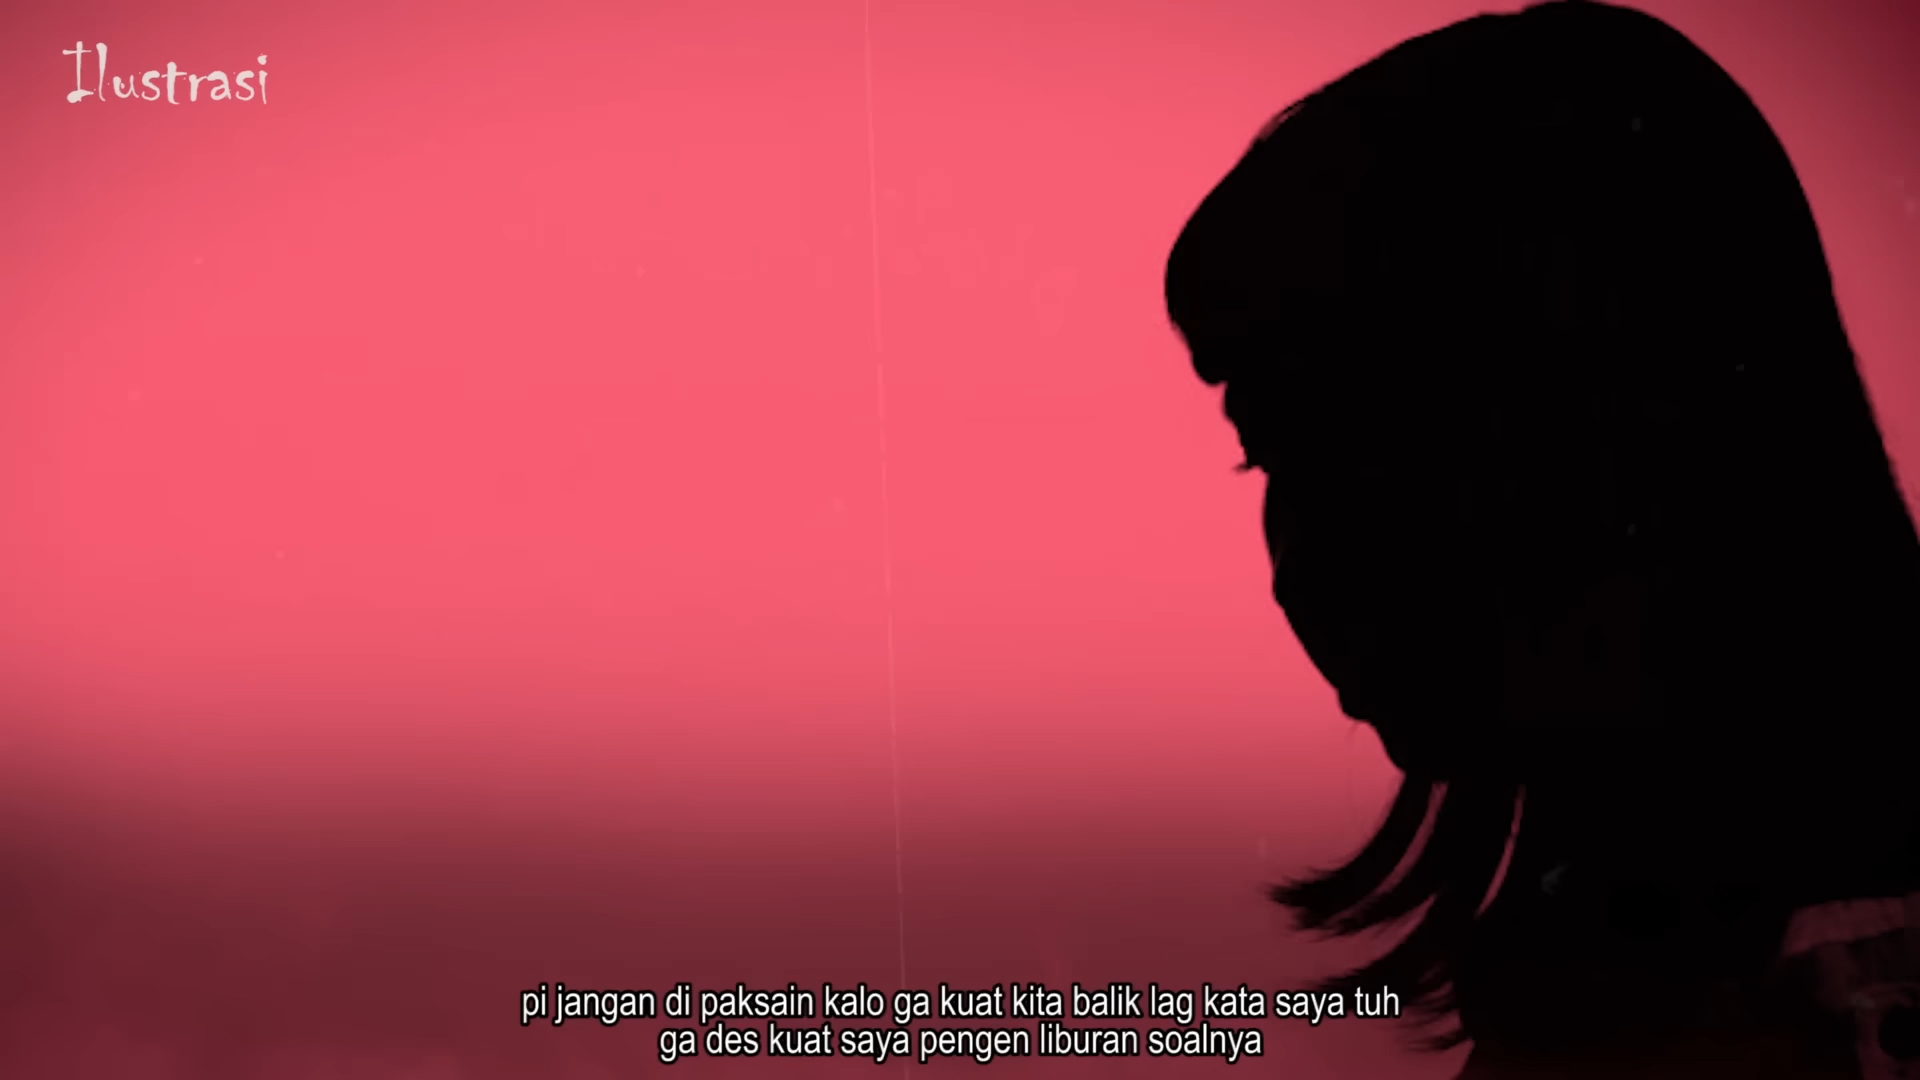 Ilustrasi
pi jangan di paksain kalo ga kuat kita balik lag kata saya tuh
ga des kuat saya pengen liburan soalnya